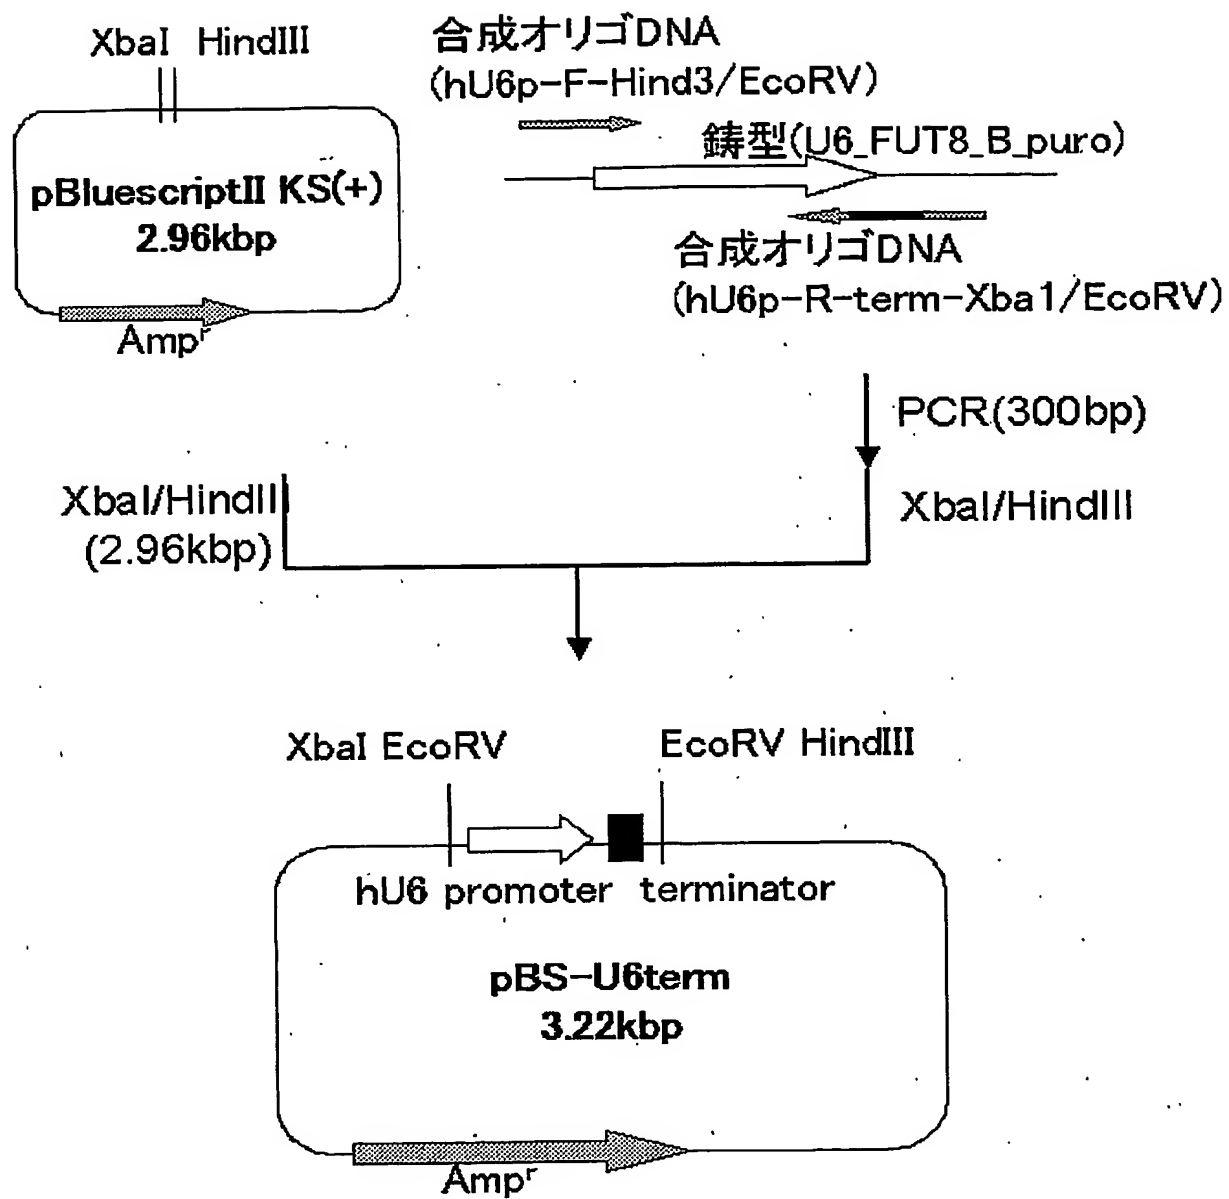 XbaI HindIII
pBluescriptII KS(+)
2.96kbp
Ampʳ
合成オリゴDNA
(hU6p-F-Hind3/EcoRV)
鋳型(U6_FUT8_B_puro)
合成オリゴDNA
(hU6p-R-term-Xba1/EcoRV)
PCR(300bp)
XbaI/HindIII
(2.96kbp)
XbaI/HindIII
XbaI EcoRV
EcoRV HindIII
hU6 promoter terminator
pBS-U6term
3.22kbp
Ampʳ